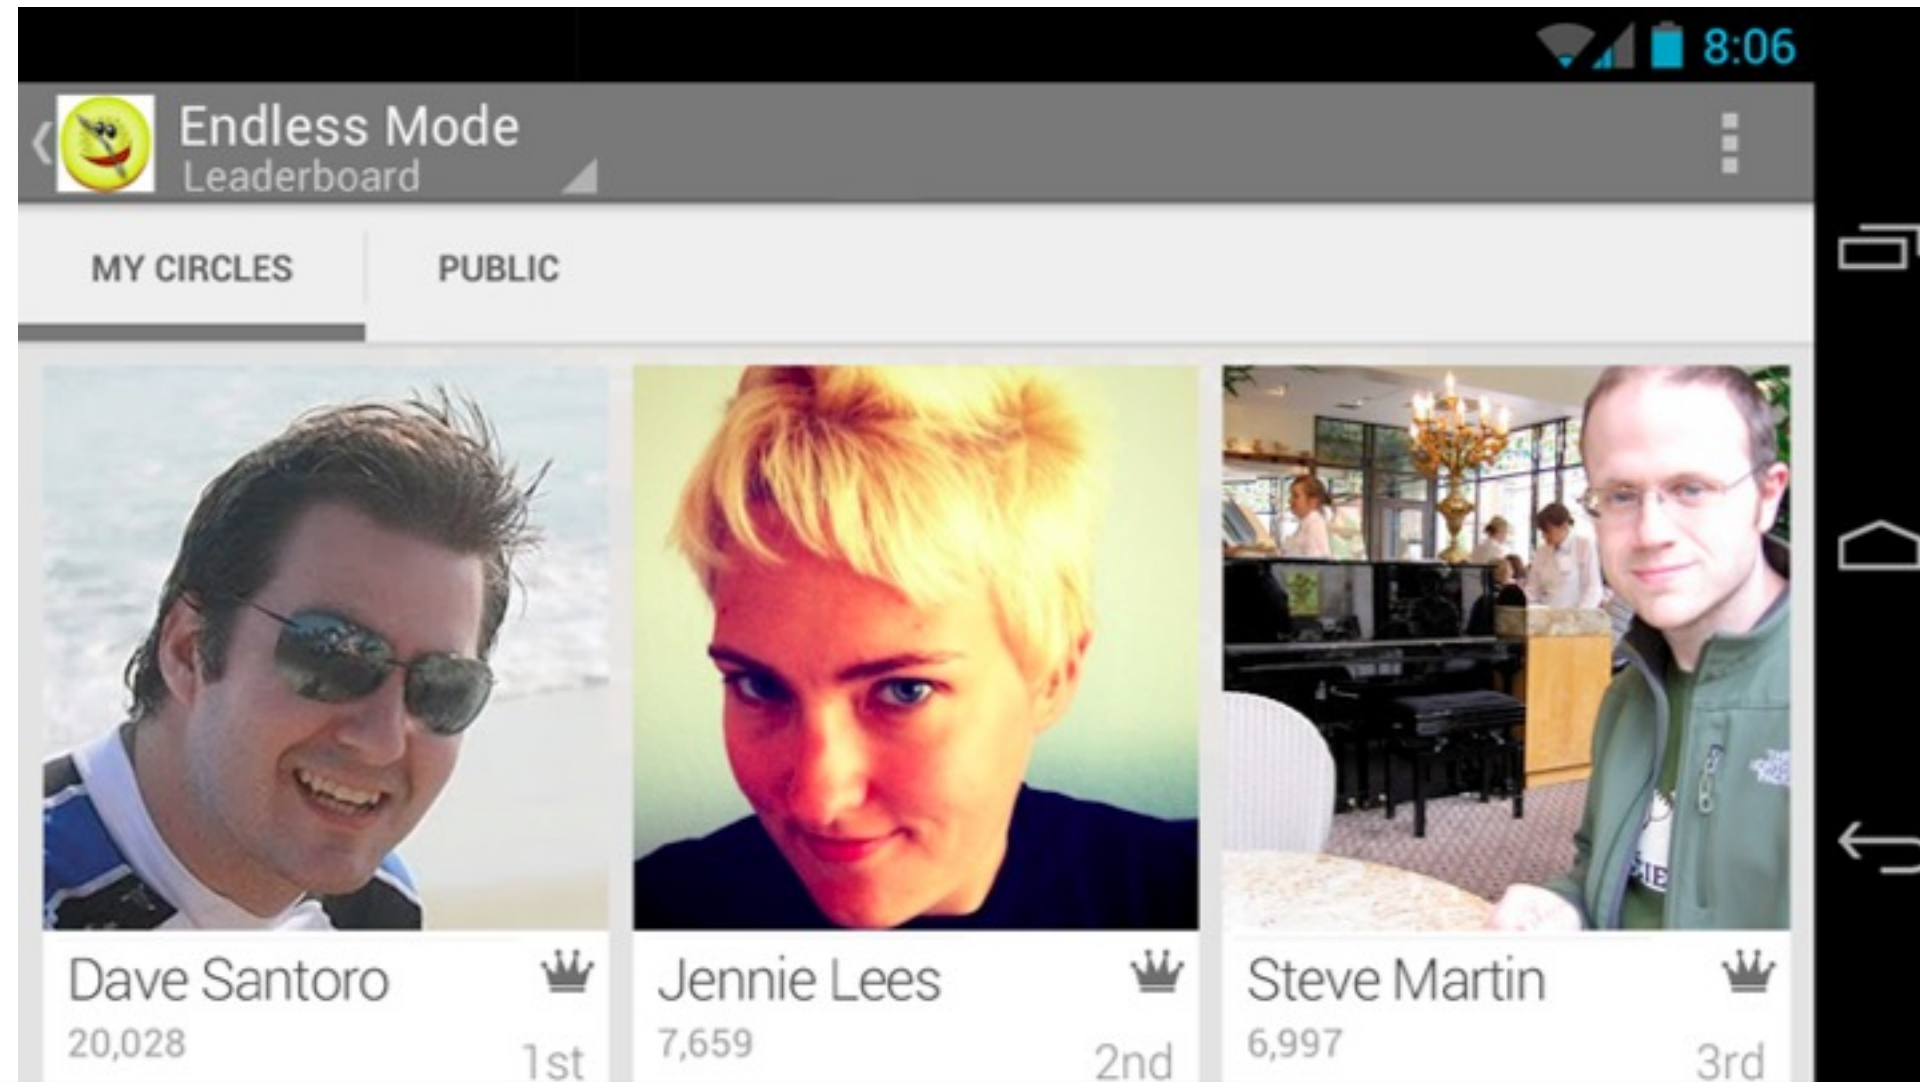 8:06
Endless Mode
Leaderboard
MY CIRCLES
PUBLIC
Dave Santoro
20,028
1st
Jennie Lees
7,659
2nd
Steve Martin
6,997
3rd